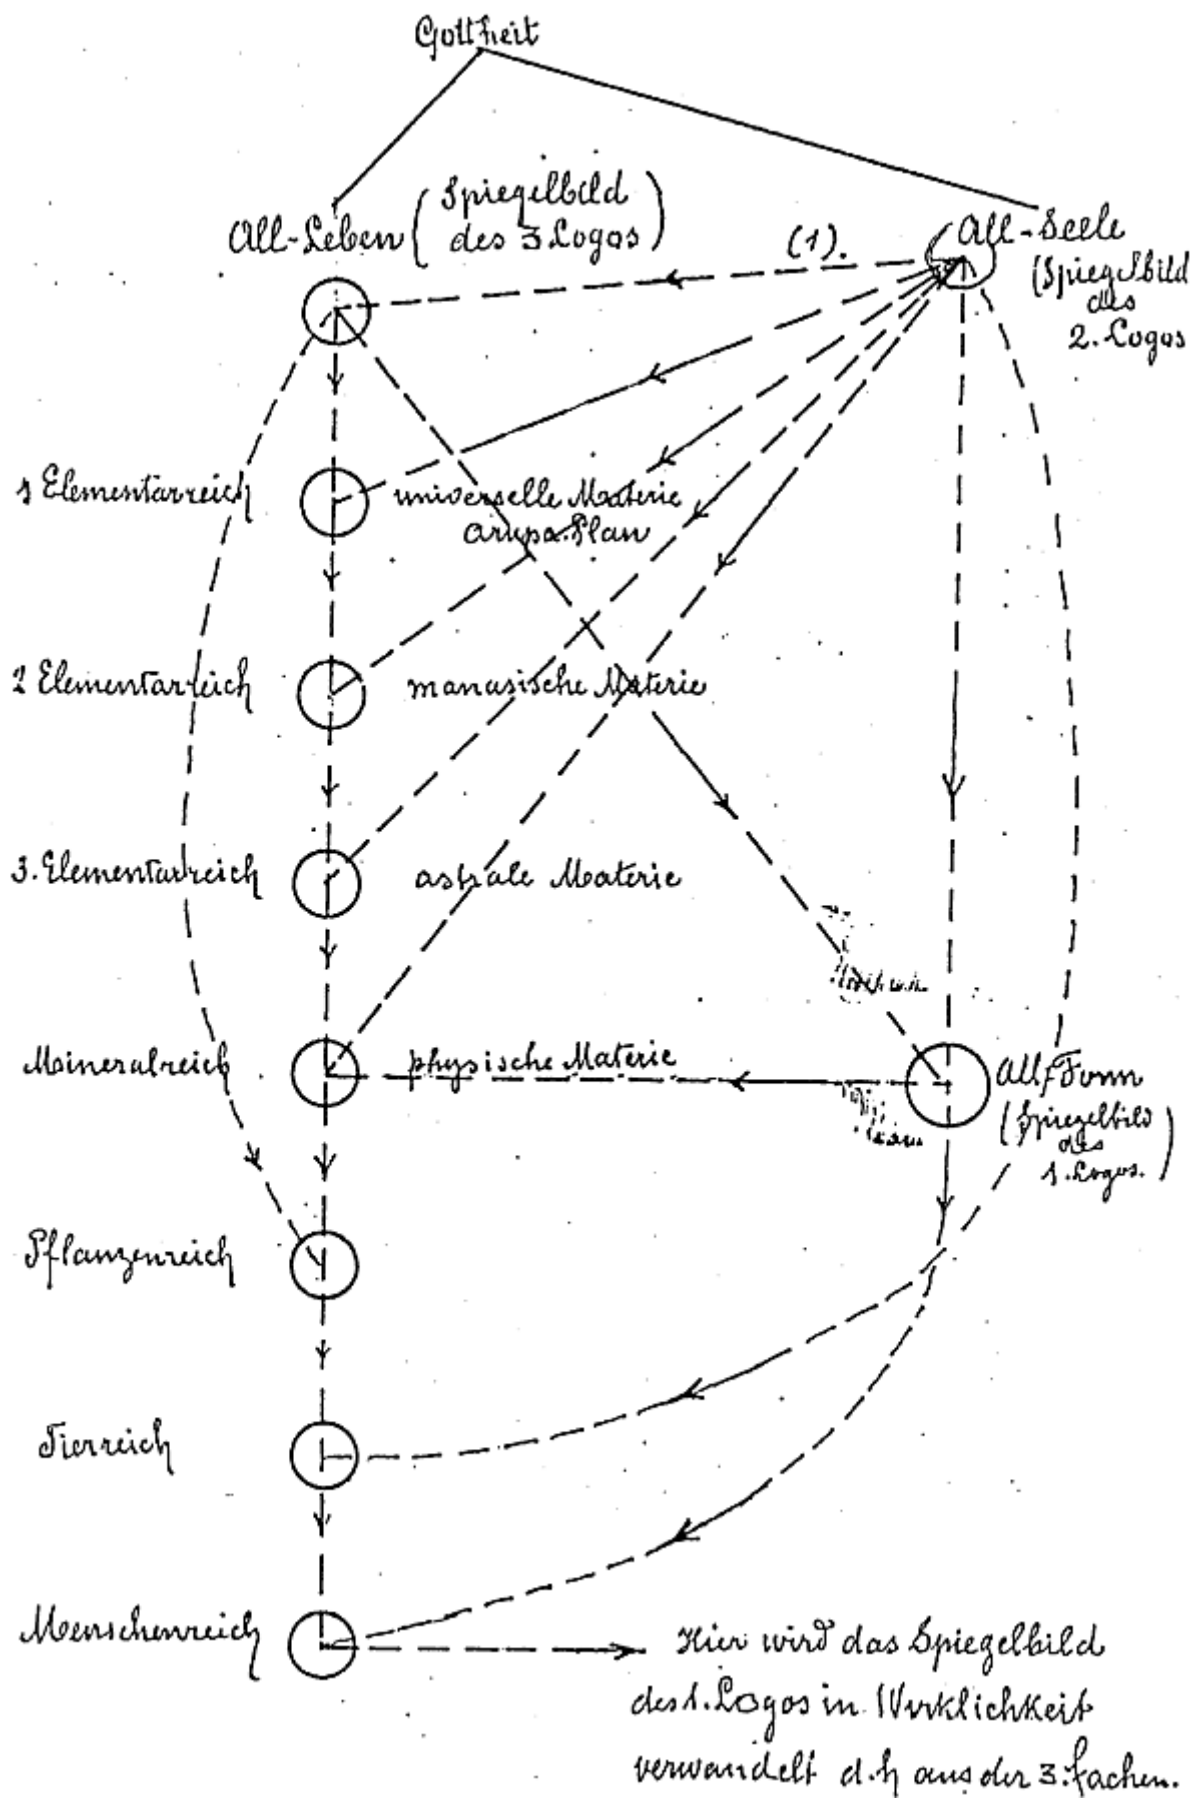 Gottheit
All-Leben (Spiegelbild
des 3 Logos)
(1).
All-Seele
(Spiegelbild
des
2. Logos
1 Elementarreich
universelle Materie
Arupa-Plan
2 Elementarreich
manasische Materie
3. Elementarreich
astrale Materie
Mineralreich
physische Materie
All-Form
(Spiegelbild
des
1. Logos.)
Pflanzenreich
Tierreich
Menschenreich
Hier wird das Spiegelbild
des 1. Logos in Wirklichkeit
verwandelt d.h aus der 3. fachen.